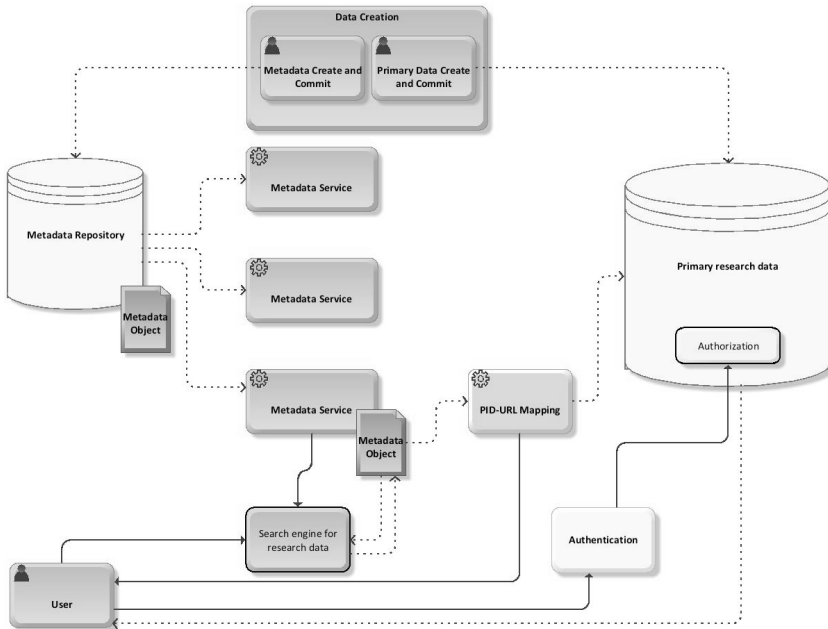 Data Creation
Metadata Create and
Commit
Primary Data Create
and Commit
Metadata Service
Metadata Repository
Metadata
Object
Metadata Service
Primary research data
Authorization
Metadata Service
Metadata
Object
PID-URL Mapping
Search engine for
research data
Authentication
User